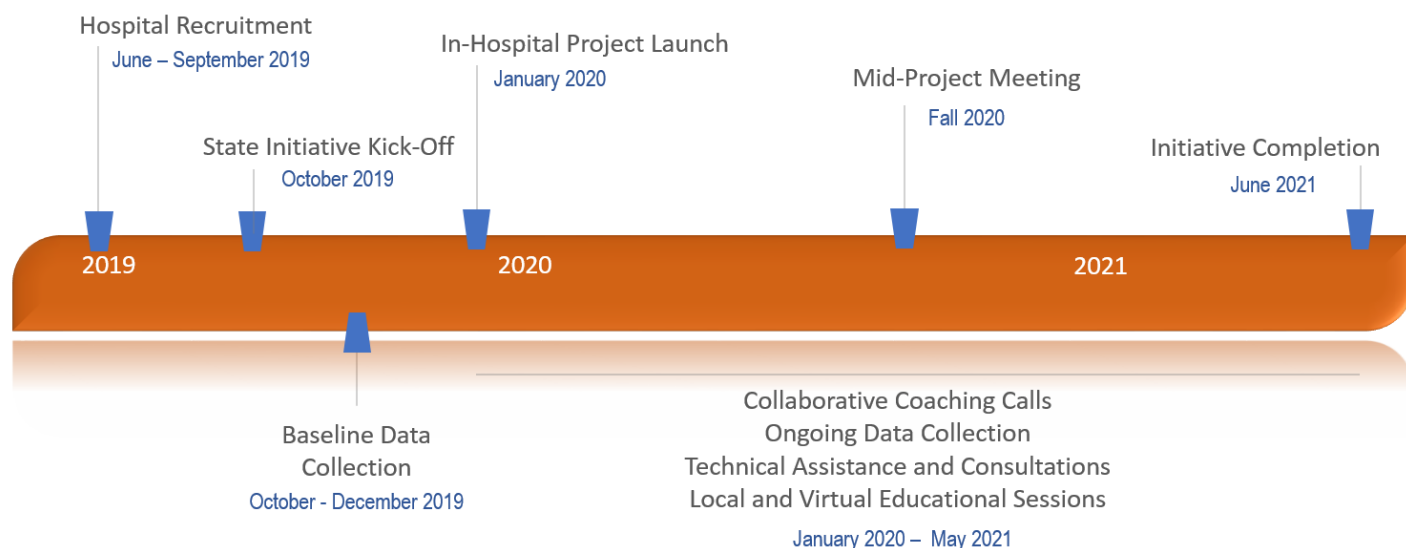 Hospital Recruitment
June – September 2019
State Initiative Kick-Off
October 2019
In-Hospital Project Launch
January 2020
Mid-Project Meeting
Fall 2020
Initiative Completion
June 2021
2019
2020
2021
Baseline Data
Collection
October - December 2019
Collaborative Coaching Calls
Ongoing Data Collection
Technical Assistance and Consultations
Local and Virtual Educational Sessions
January 2020 – May 2021